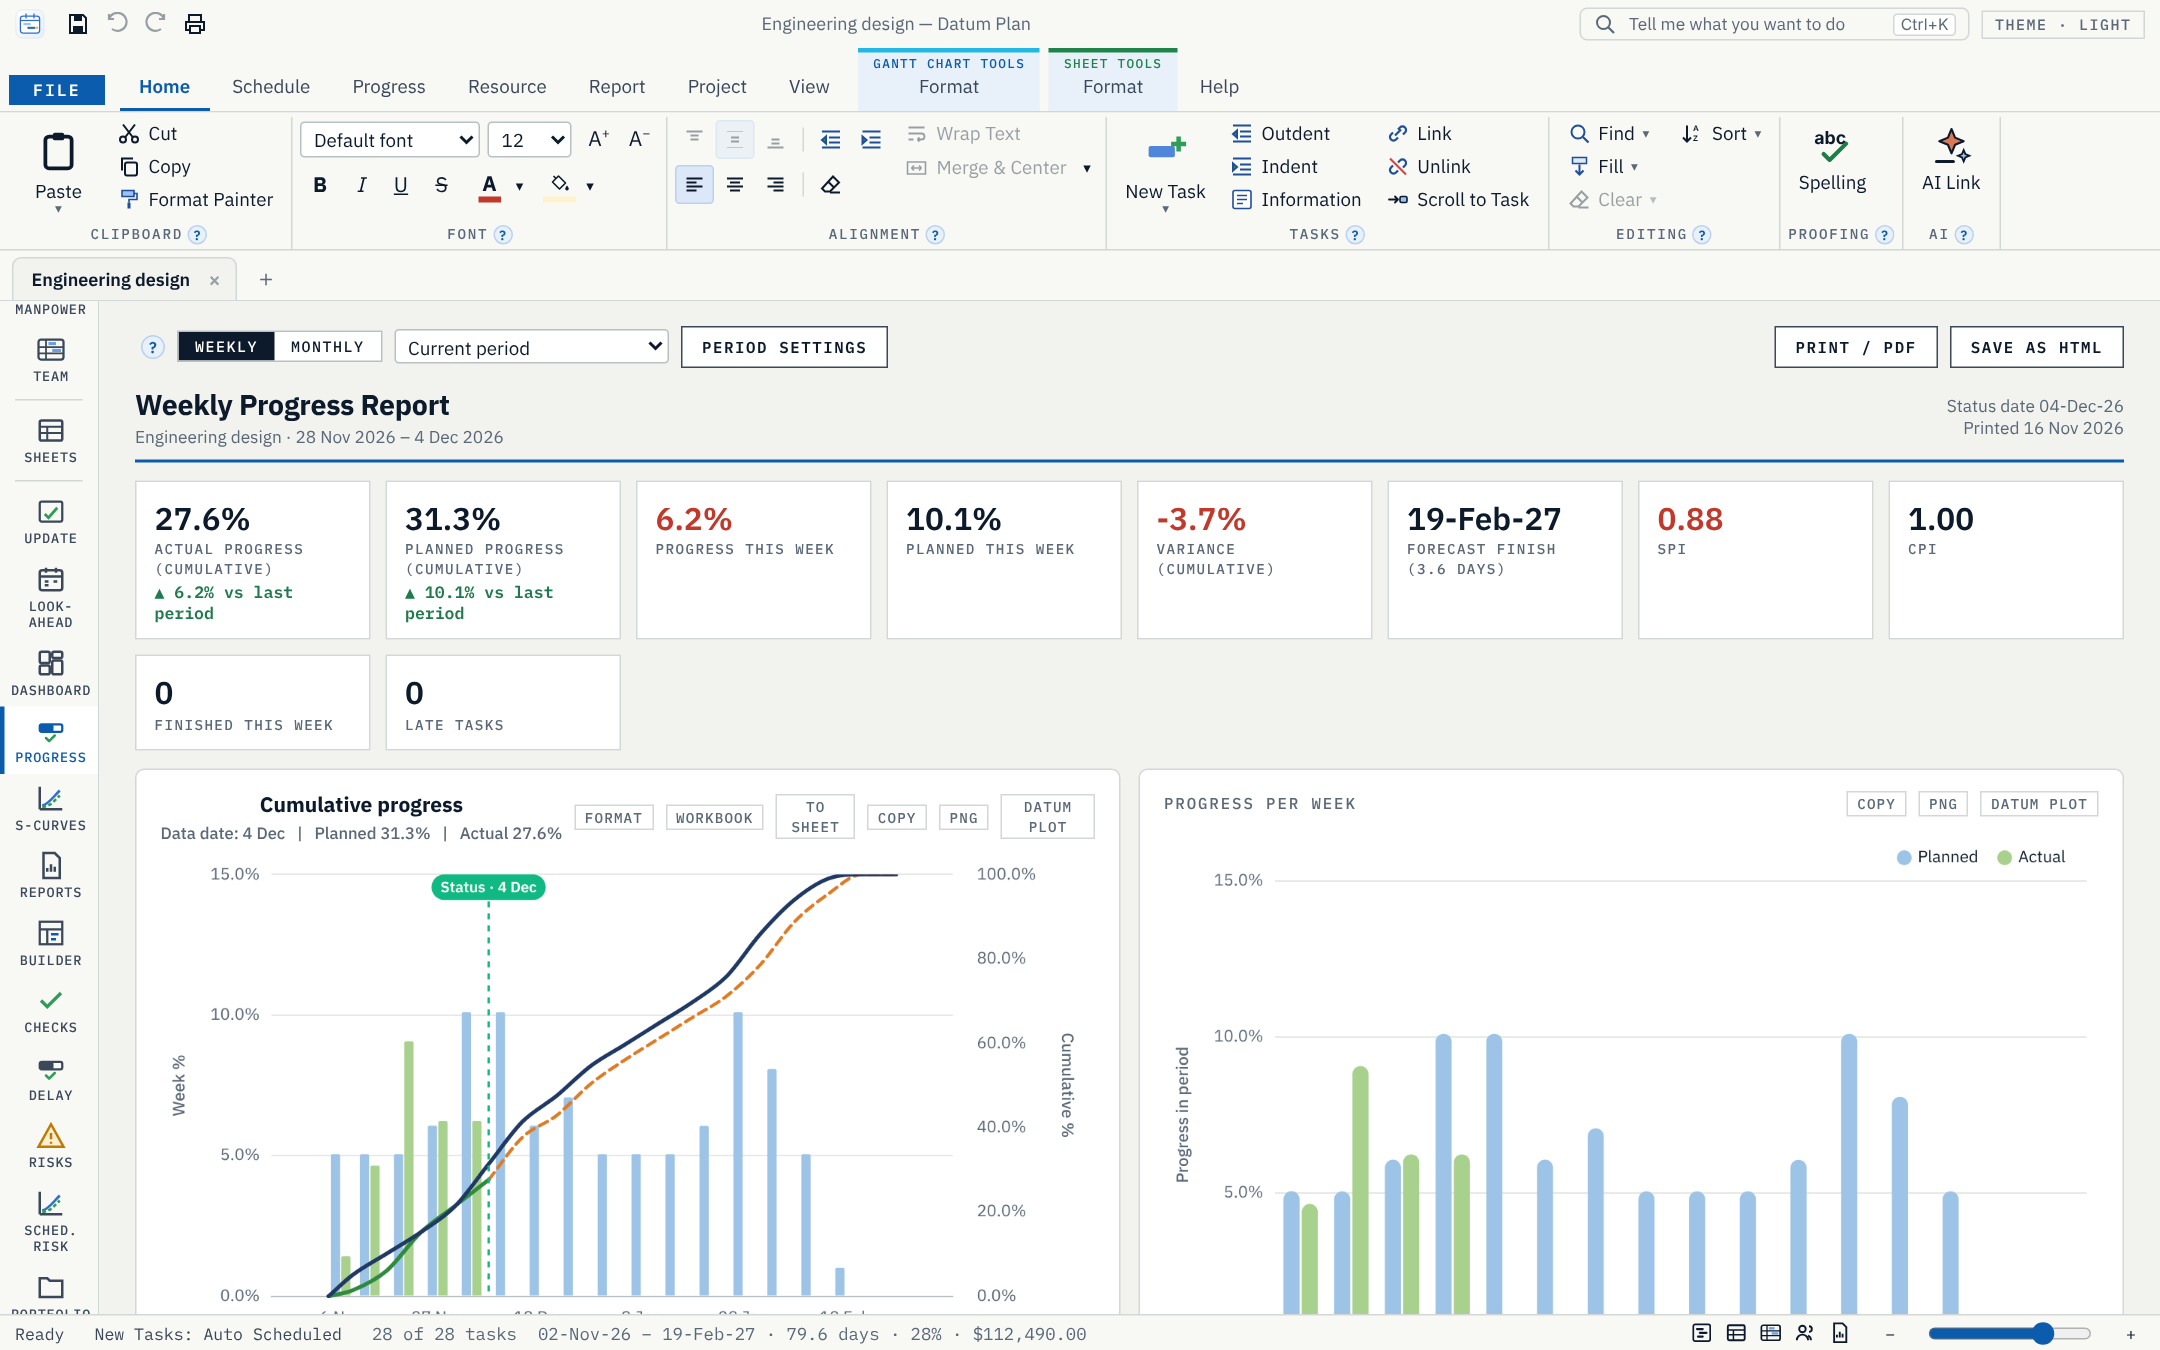 Engineering design — Datum Plan
Tell me what you want to do
Ctrl+K
THEME · LIGHT
GANTT CHART TOOLS
SHEET TOOLS
FILE
Home
Schedule
Progress
Resource
Report
Project
View
Format
Format
Help
Paste
Cut
Copy
Format Painter
CLIPBOARD ?
Default font
12
A+
A−
B
I
U
S
A
FONT ?
Wrap Text
Merge & Center
ALIGNMENT ?
New Task
Outdent
Indent
Information
Link
Unlink
Scroll to Task
TASKS ?
Find
Sort
Fill
Clear
EDITING ?
abc
Spelling
PROOFING ?
AI Link
AI ?
Engineering design ×
+
MANPOWER
TEAM
SHEETS
UPDATE
LOOK-
AHEAD
DASHBOARD
PROGRESS
S-CURVES
REPORTS
BUILDER
CHECKS
DELAY
RISKS
SCHED.
RISK
PORTFOLIO
?
WEEKLY
MONTHLY
Current period
PERIOD SETTINGS
PRINT / PDF
SAVE AS HTML
Weekly Progress Report
Engineering design · 28 Nov 2026 – 4 Dec 2026
Status date 04-Dec-26
Printed 16 Nov 2026
27.6%
ACTUAL PROGRESS
(CUMULATIVE)
▲ 6.2% vs last
period
31.3%
PLANNED PROGRESS
(CUMULATIVE)
▲ 10.1% vs last
period
6.2%
PROGRESS THIS WEEK
10.1%
PLANNED THIS WEEK
-3.7%
VARIANCE
(CUMULATIVE)
19-Feb-27
FORECAST FINISH
(3.6 DAYS)
0.88
SPI
1.00
CPI
0
FINISHED THIS WEEK
0
LATE TASKS
Cumulative progress
Data date: 4 Dec | Planned 31.3% | Actual 27.6%
FORMAT
WORKBOOK
TO
SHEET
COPY
PNG
DATUM
PLOT
Status · 4 Dec
15.0%
10.0%
5.0%
0.0%
Week %
100.0%
80.0%
60.0%
40.0%
20.0%
0.0%
Cumulative %
PROGRESS PER WEEK
COPY
PNG
DATUM PLOT
Planned
Actual
15.0%
10.0%
5.0%
Progress in period
Ready
New Tasks: Auto Scheduled
28 of 28 tasks
02-Nov-26 – 19-Feb-27 · 79.6 days · 28% · $112,490.00
−
+